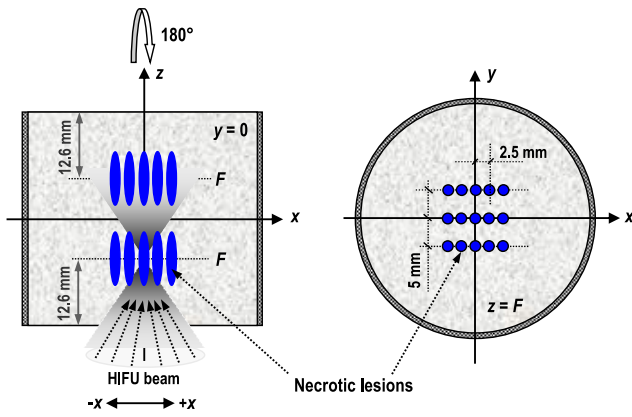 180°
z
y = 0
12.6 mm
F
x
F
12.6 mm
I
HIFU beam
-x
+x
Necrotic lesions
y
2.5 mm
x
5 mm
z = F